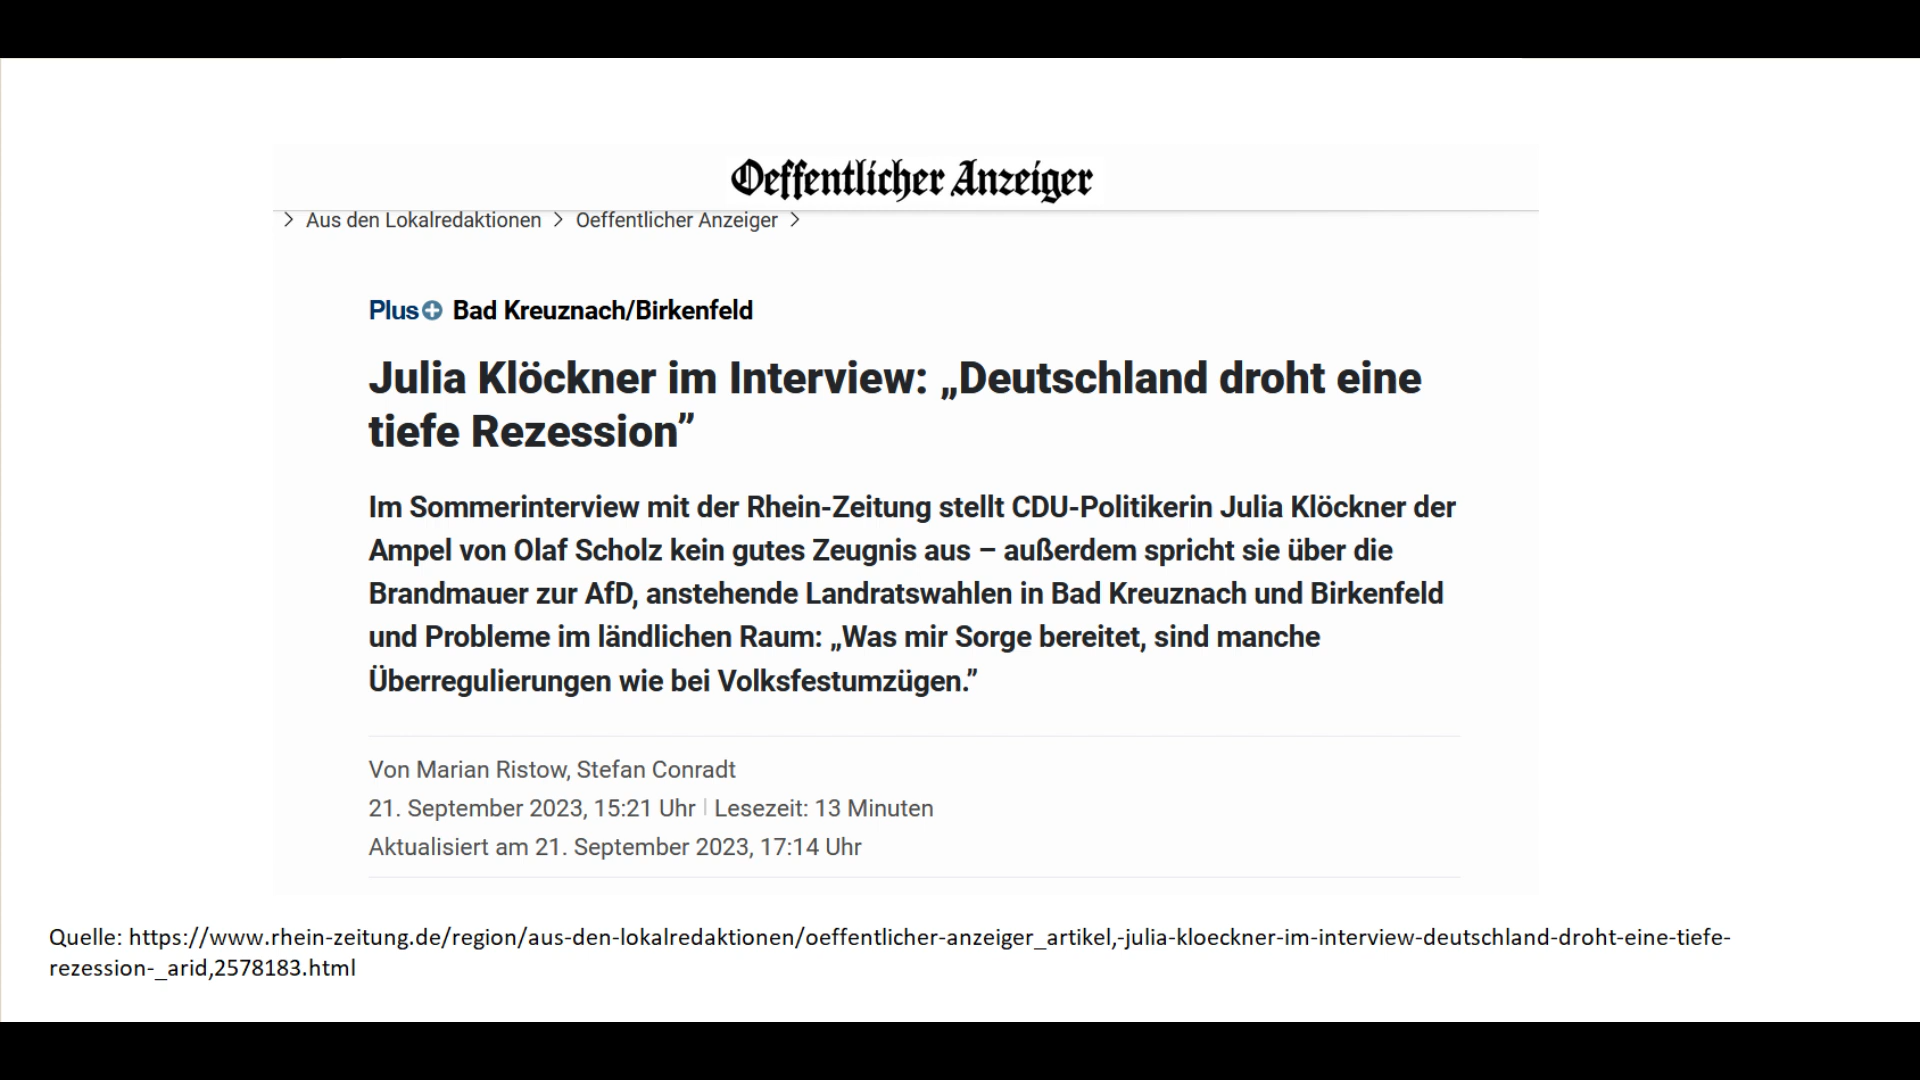 Oeffentlicher Anzeiger
> Aus den Lokalredaktionen > Oeffentlicher Anzeiger >
Plus+ Bad Kreuznach/Birkenfeld
Julia Klöckner im Interview: „Deutschland droht eine
tiefe Rezession”
Im Sommerinterview mit der Rhein-Zeitung stellt CDU-Politikerin Julia Klöckner der
Ampel von Olaf Scholz kein gutes Zeugnis aus – außerdem spricht sie über die
Brandmauer zur AfD, anstehende Landratswahlen in Bad Kreuznach und Birkenfeld
und Probleme im ländlichen Raum: „Was mir Sorge bereitet, sind manche
Überregulierungen wie bei Volksfestumzügen.”
Von Marian Ristow, Stefan Conradt
21. September 2023, 15:21 Uhr | Lesezeit: 13 Minuten
Aktualisiert am 21. September 2023, 17:14 Uhr
Quelle: https://www.rhein-zeitung.de/region/aus-den-lokalredaktionen/oeffentlicher-anzeiger_artikel,-julia-kloeckner-im-interview-deutschland-droht-eine-tiefe-
rezession-_arid,2578183.html